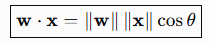 w · x = ‖w‖ ‖x‖ cos θ